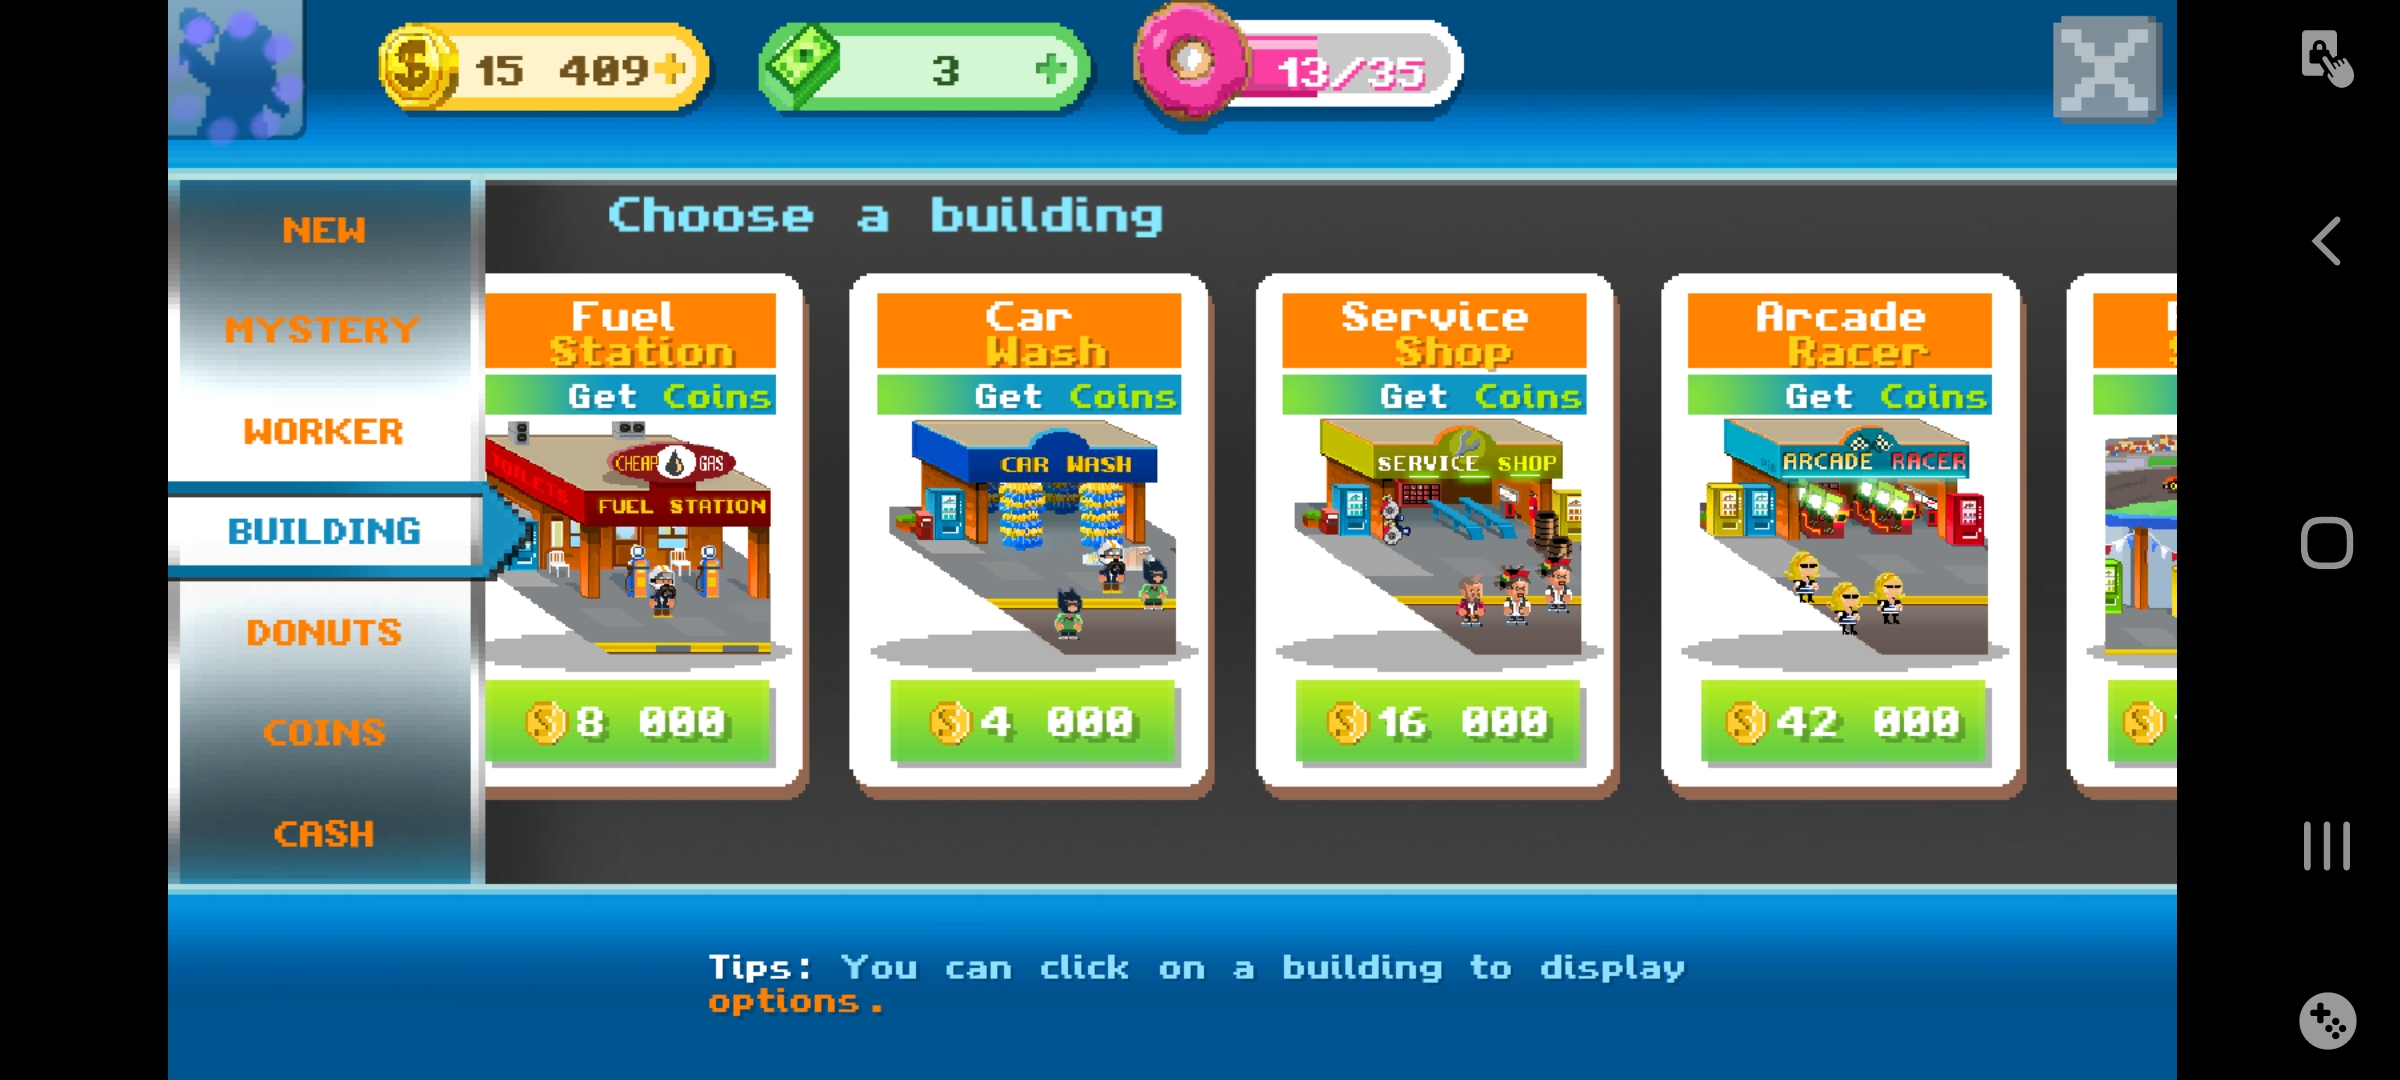 15 409
3
13/35
NEW
MYSTERY
WORKER
BUILDING
DONUTS
COINS
CASH
Choose a building
Fuel
Station
Get Coins
TOILETS
CHEAP GAS
FUEL STATION
8 000
Car
Wash
Get Coins
CAR WASH
4 000
Service
Shop
Get Coins
SERVICE SHOP
16 000
Arcade
Racer
Get Coins
ARCADE RACER
42 000
Tips: You can click on a building to display
options.